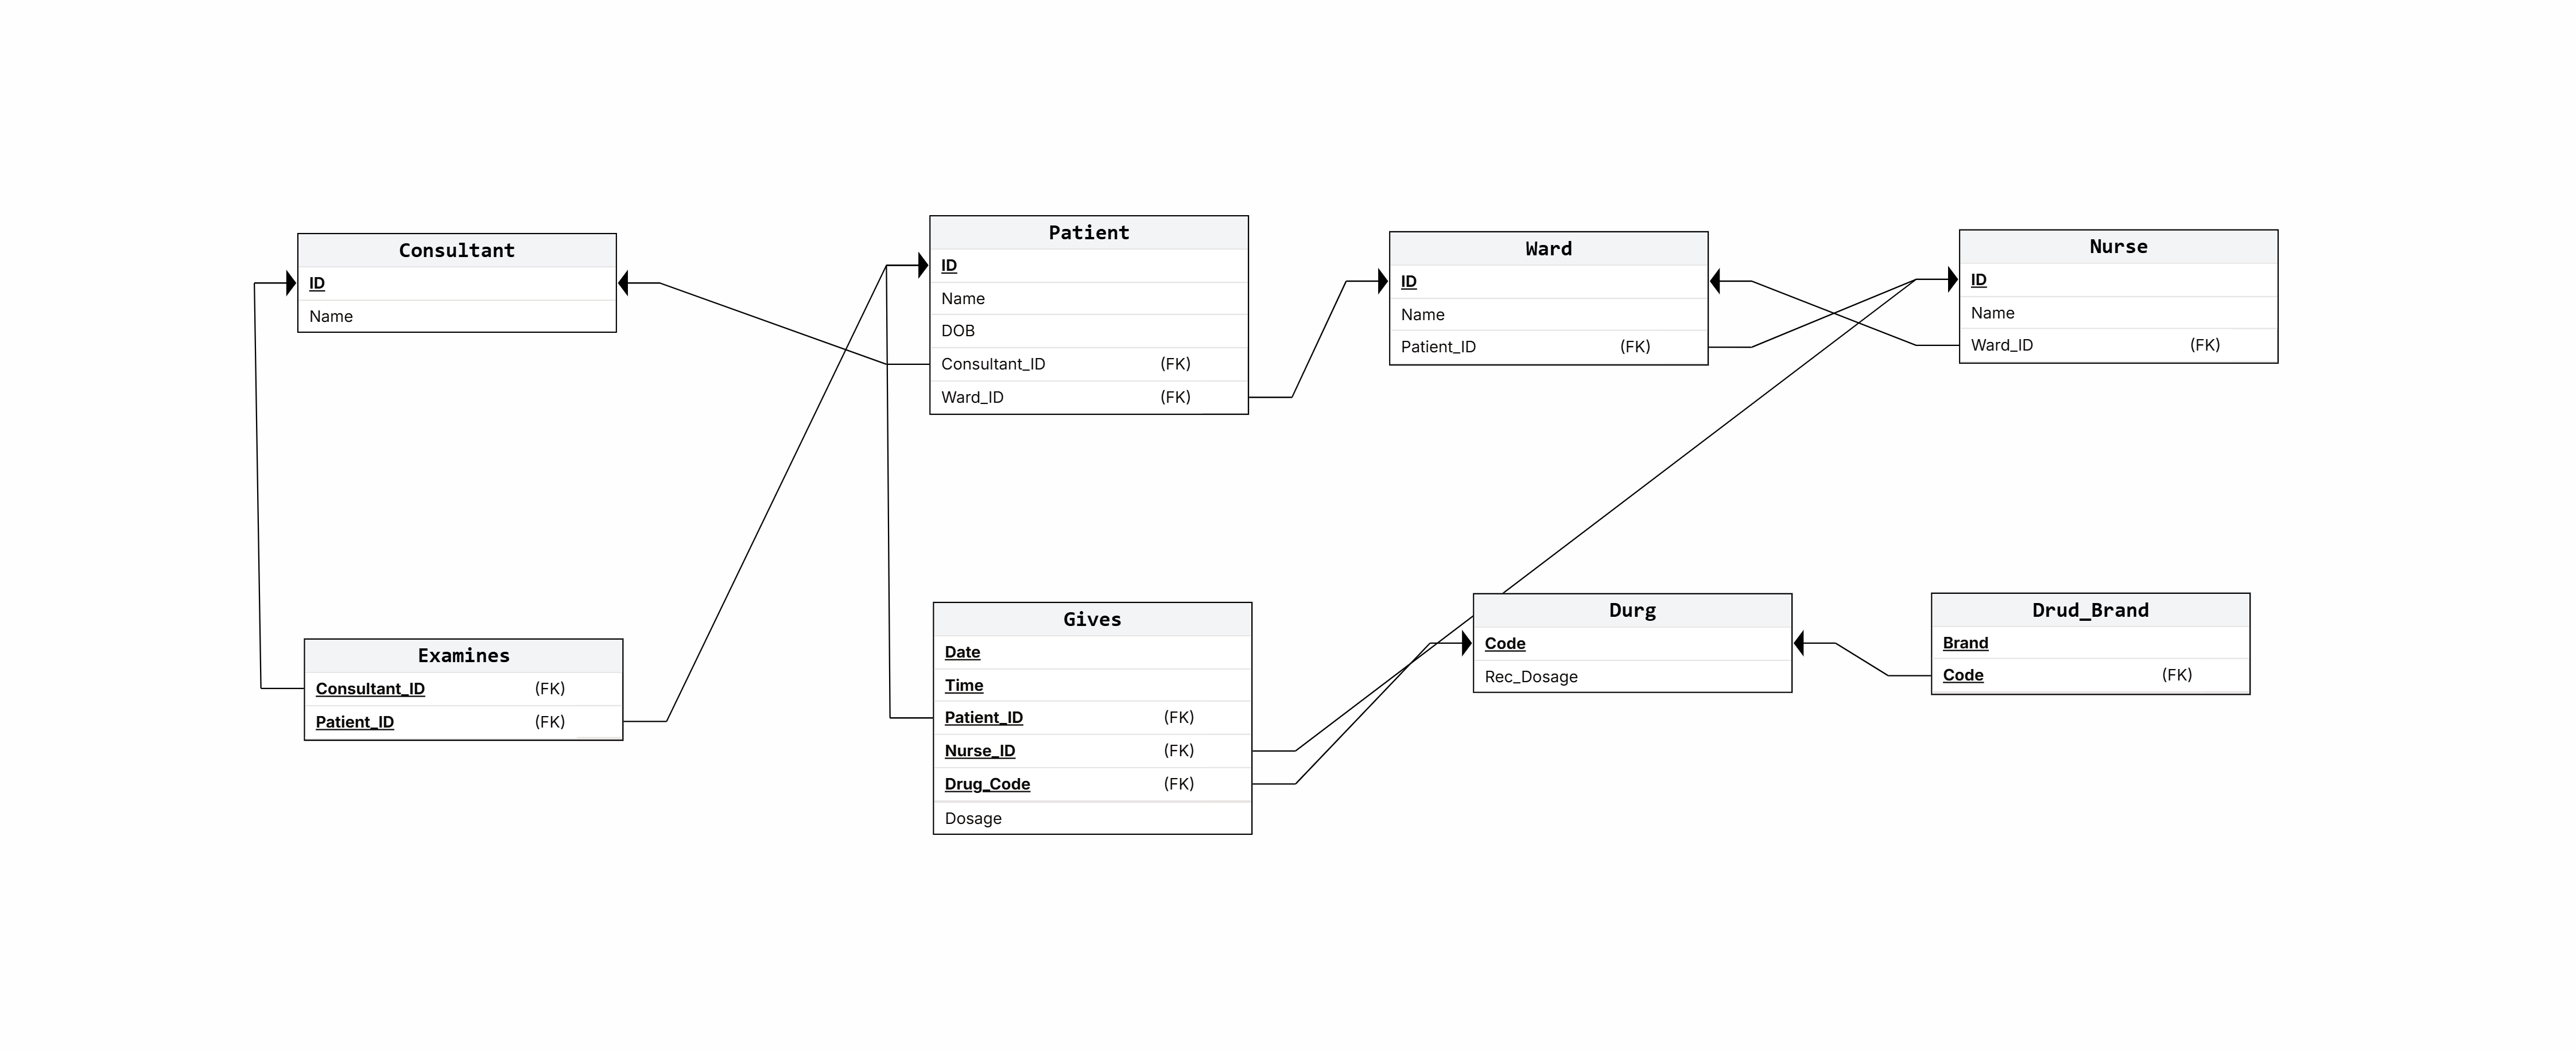 Consultant
ID
Name
Patient
ID
Name
DOB
Consultant_ID (FK)
Ward_ID (FK)
Ward
ID
Name
Patient_ID (FK)
Nurse
ID
Name
Ward_ID (FK)
Examines
Consultant_ID (FK)
Patient_ID (FK)
Gives
Date
Time
Patient_ID (FK)
Nurse_ID (FK)
Drug_Code (FK)
Dosage
Durg
Code
Rec_Dosage
Drud_Brand
Brand
Code (FK)